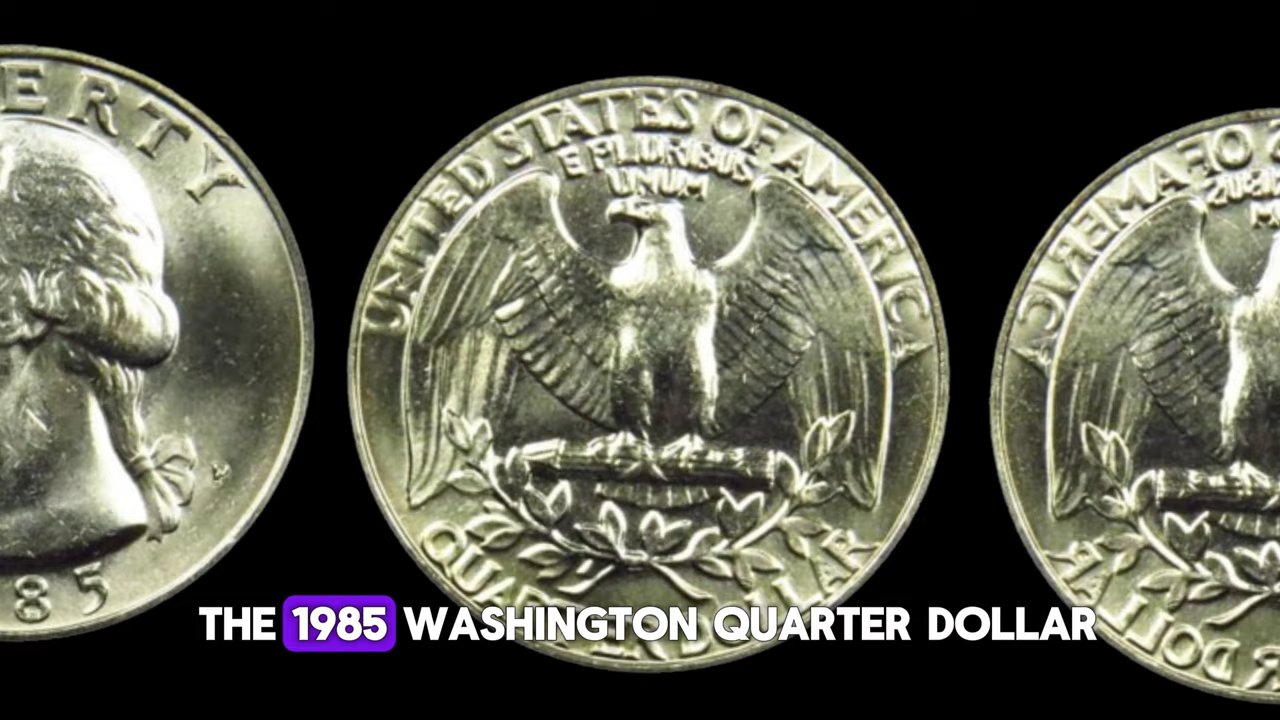 ERTY
85
UNITED STATES OF AMERICA
E PLURIBUS
UNUM
QUARTER DOLLAR
THE 1985 WASHINGTON QUARTER DOLLAR